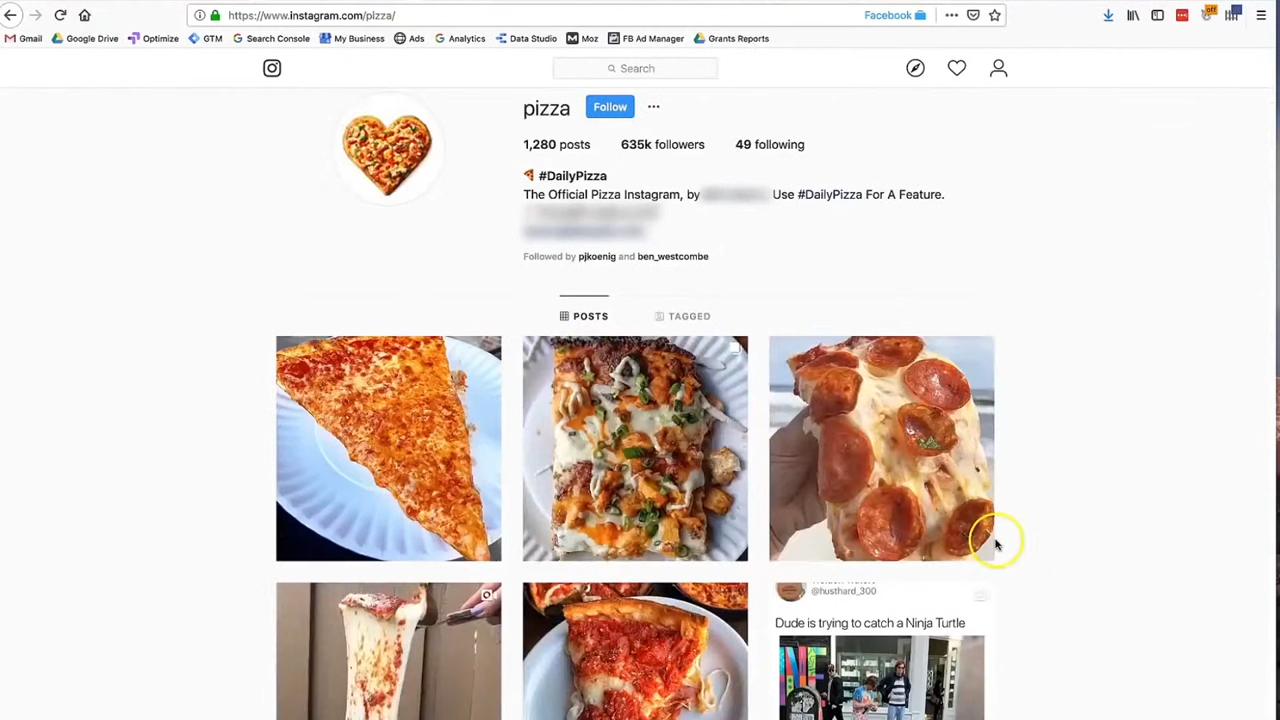 https://www.instagram.com/pizza/
Facebook
off
Gmail
Google Drive
Optimize
GTM
Search Console
My Business
Ads
Analytics
Data Studio
Moz
FB Ad Manager
Grants Reports
Search
pizza
Follow
1,280 posts
635k followers
49 following
#DailyPizza
The Official Pizza Instagram, by
Use #DailyPizza For A Feature.
Followed by pjkoenig and ben_westcombe
POSTS
TAGGED
@husthard_300
Dude is trying to catch a Ninja Turtle